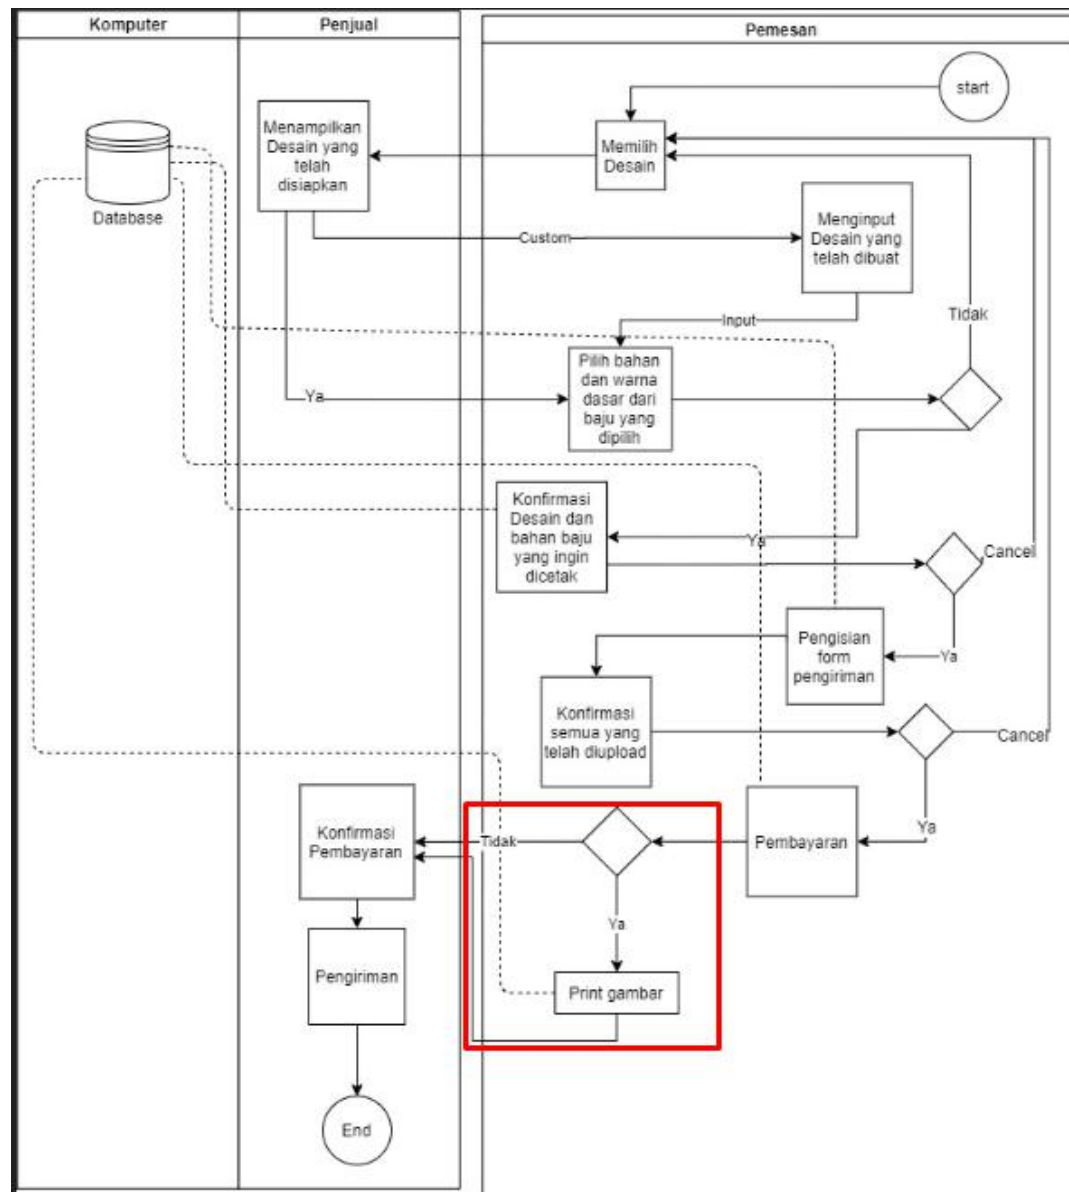 Komputer
Penjual
Pemesan
start
Menampilkan
Desain yang
telah
disiapkan
Memilih
Desain
Database
Custom
Menginput
Desain yang
telah dibuat
Input
Tidak
Pilih bahan
dan warna
dasar dari
baju yang
dipilih
Ya
Konfirmasi
Desain dan
bahan baju
yang ingin
dicetak
Ya
Cancel
Pengisian
form
pengiriman
Ya
Konfirmasi
semua yang
telah diupload
Cancel
Ya
Konfirmasi
Pembayaran
Tidak
Pembayaran
Ya
Pengiriman
Print gambar
End